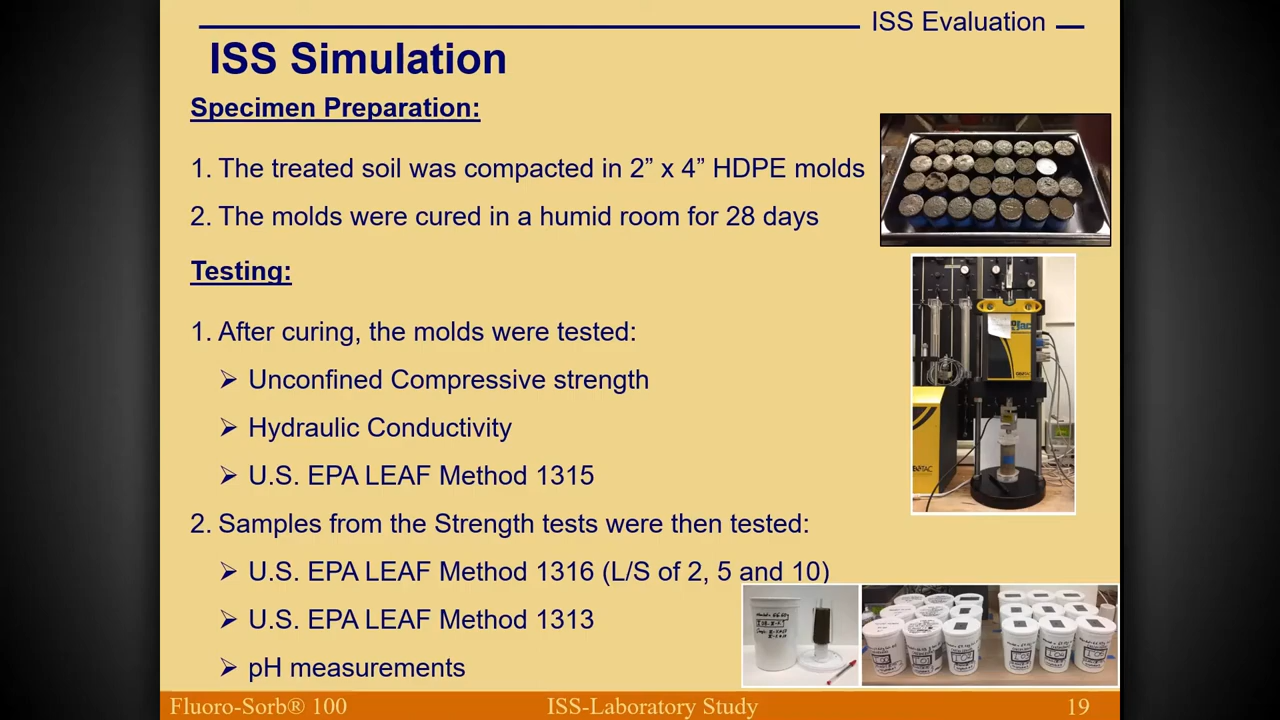 ISS Evaluation
ISS Simulation
Specimen Preparation:
1. The treated soil was compacted in 2” x 4” HDPE molds
2. The molds were cured in a humid room for 28 days
Testing:
1. After curing, the molds were tested:
➢ Unconfined Compressive strength
➢ Hydraulic Conductivity
➢ U.S. EPA LEAF Method 1315
2. Samples from the Strength tests were then tested:
➢ U.S. EPA LEAF Method 1316 (L/S of 2, 5 and 10)
➢ U.S. EPA LEAF Method 1313
➢ pH measurements
Fluoro-Sorb® 100
ISS-Laboratory Study
19